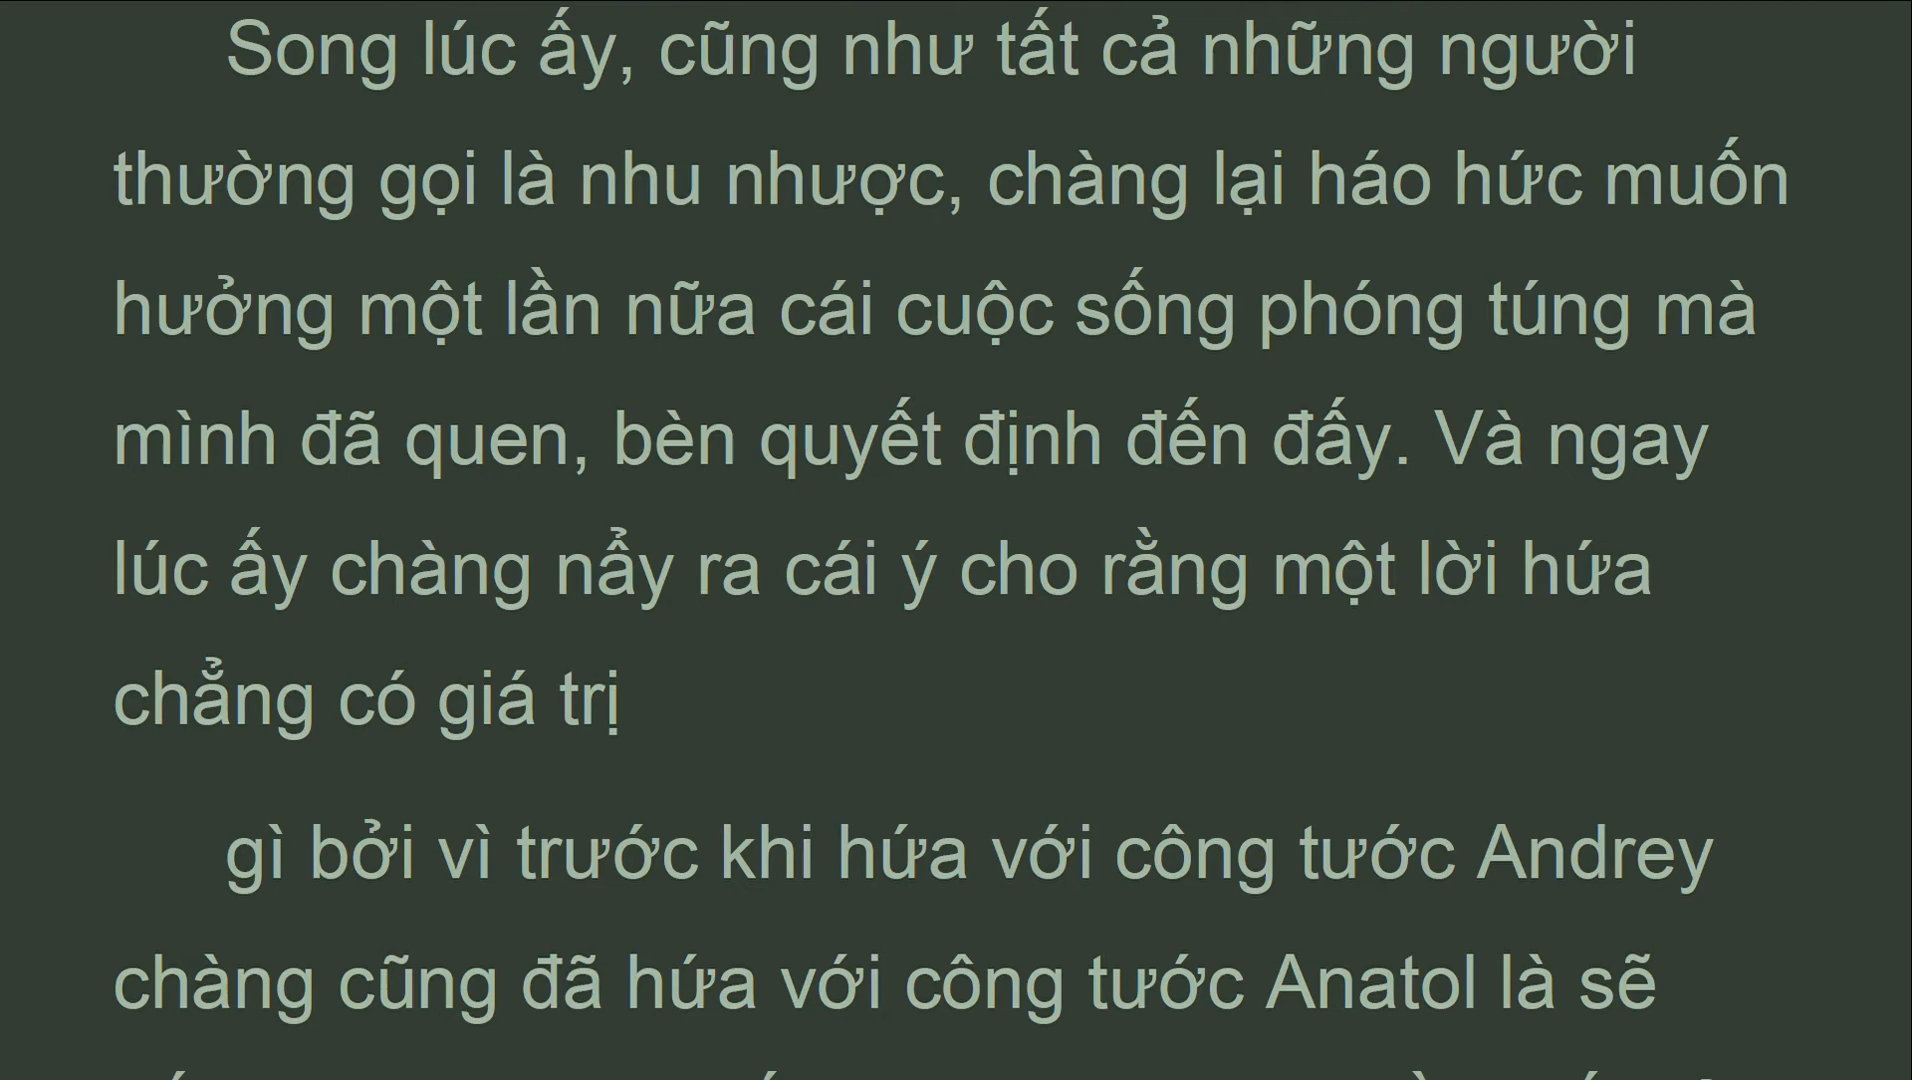 Song lúc ấy, cũng như tất cả những người
thường gọi là nhu nhược, chàng lại háo hức muốn
hưởng một lần nữa cái cuộc sống phóng túng mà
mình đã quen, bèn quyết định đến đấy. Và ngay
lúc ấy chàng nẩy ra cái ý cho rằng một lời hứa
chẳng có giá trị
gì bởi vì trước khi hứa với công tước Andrey
chàng cũng đã hứa với công tước Anatol là sẽ